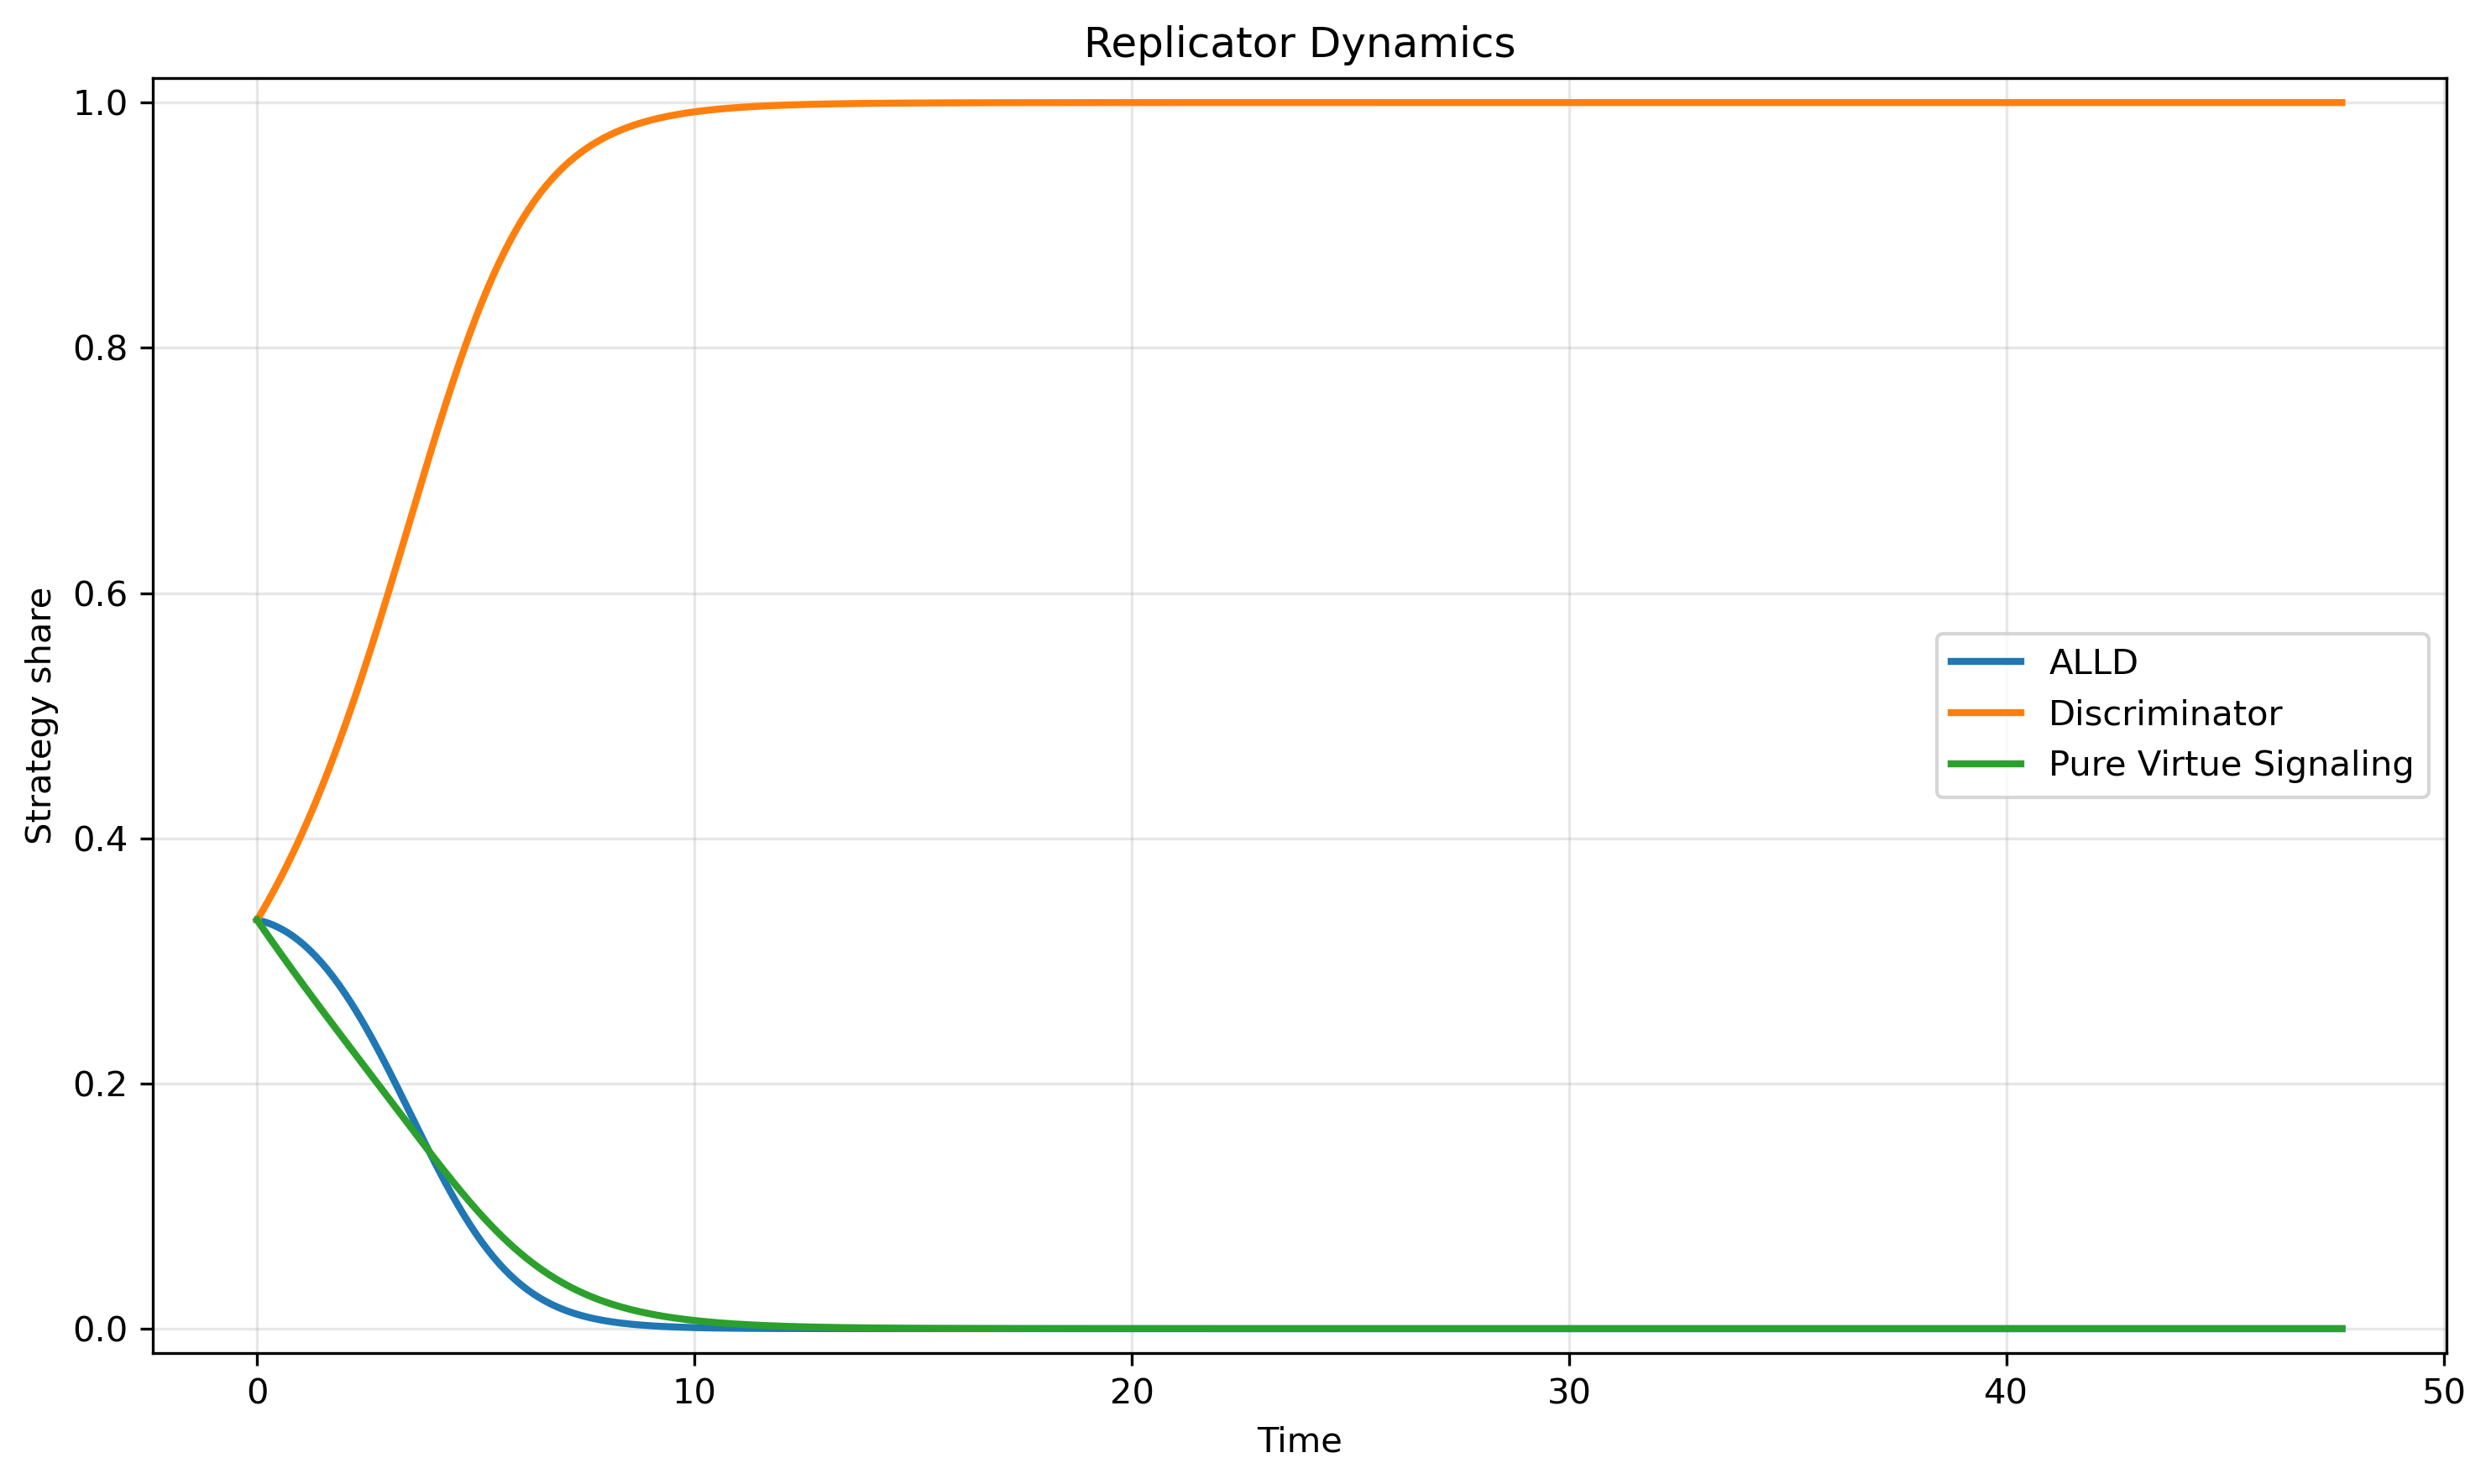 Replicator Dynamics
1.0
0.8
0.6
0.4
0.2
0.0
Strategy share
ALLD
Discriminator
Pure Virtue Signaling
0 10 20 30 40 50
Time